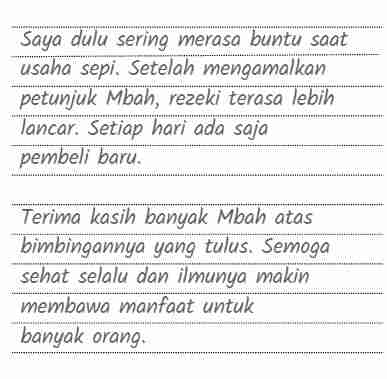 Saya dulu sering merasa buntu saat
usaha sepi. Setelah mengamalkan
petunjuk Mbah, rezeki terasa lebih
lancar. Setiap hari ada saja
pembeli baru.

Terima kasih banyak Mbah atas
bimbingannya yang tulus. Semoga
sehat selalu dan ilmunya makin
membawa manfaat untuk
banyak orang.